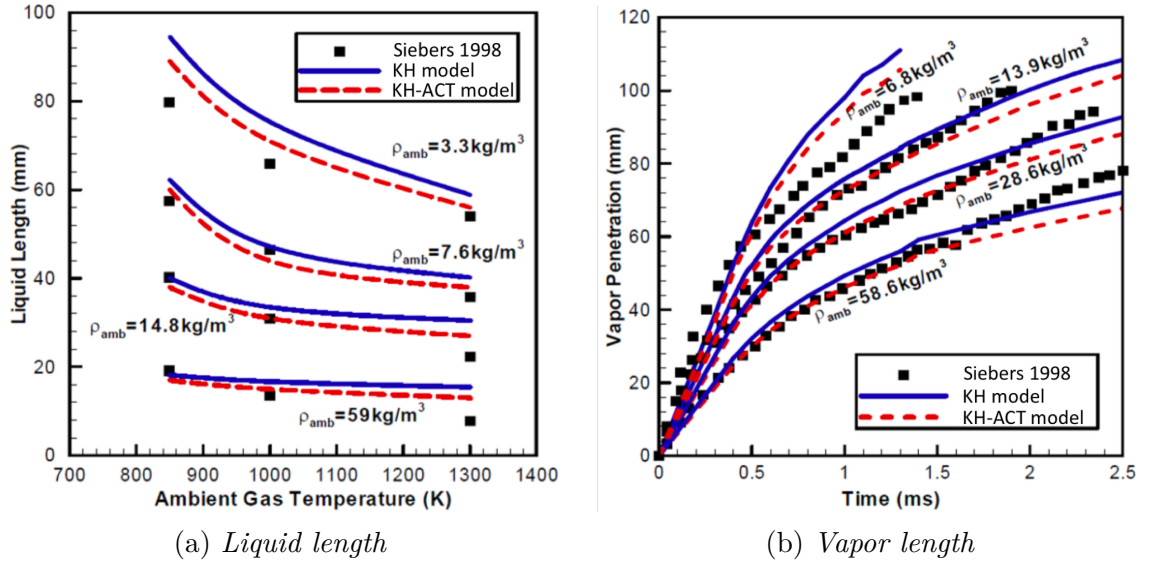 100
80
60
40
20
0
700
800
900
1000
1100
1200
1300
1400
Liquid Length (mm)
Ambient Gas Temperature (K)
Siebers 1998
KH model
KH-ACT model
ρamb=3.3kg/m³
ρamb=7.6kg/m³
ρamb=14.8kg/m³
ρamb=59kg/m³
(a) Liquid length
120
100
80
60
40
20
0
0
0.5
1
1.5
2
2.5
Vapor Penetration (mm)
Time (ms)
ρamb=6.8kg/m³
ρamb=13.9kg/m³
ρamb=28.6kg/m³
ρamb=58.6kg/m³
Siebers 1998
KH model
KH-ACT model
(b) Vapor length